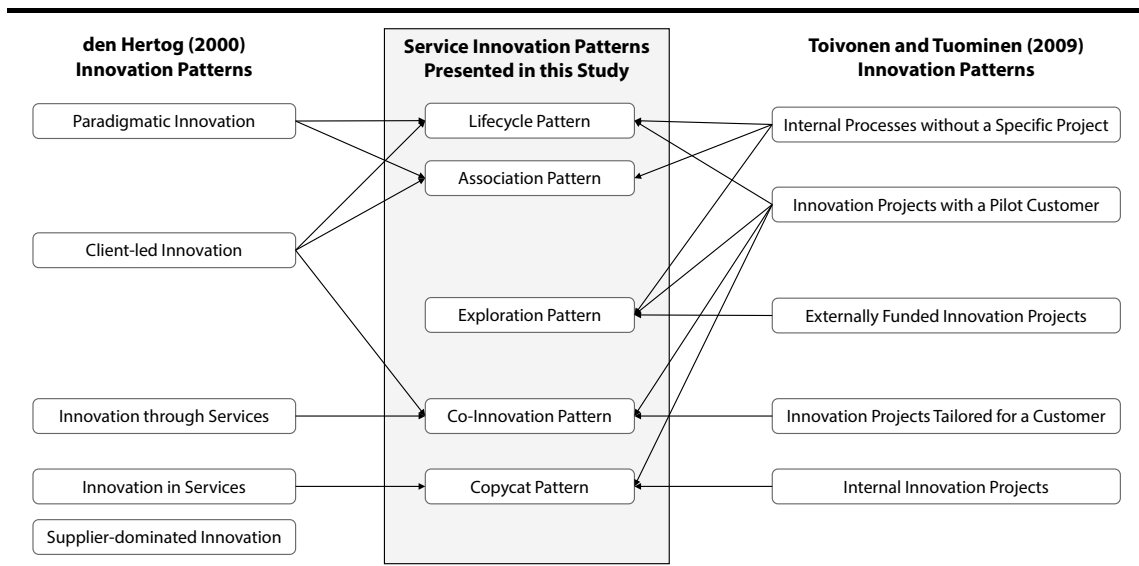 den Hertog (2000)
Innovation Patterns
Paradigmatic Innovation
Client-led Innovation
Innovation through Services
Innovation in Services
Supplier-dominated Innovation
Service Innovation Patterns
Presented in this Study
Lifecycle Pattern
Association Pattern
Exploration Pattern
Co-Innovation Pattern
Copycat Pattern
Toivonen and Tuominen (2009)
Innovation Patterns
Internal Processes without a Specific Project
Innovation Projects with a Pilot Customer
Externally Funded Innovation Projects
Innovation Projects Tailored for a Customer
Internal Innovation Projects